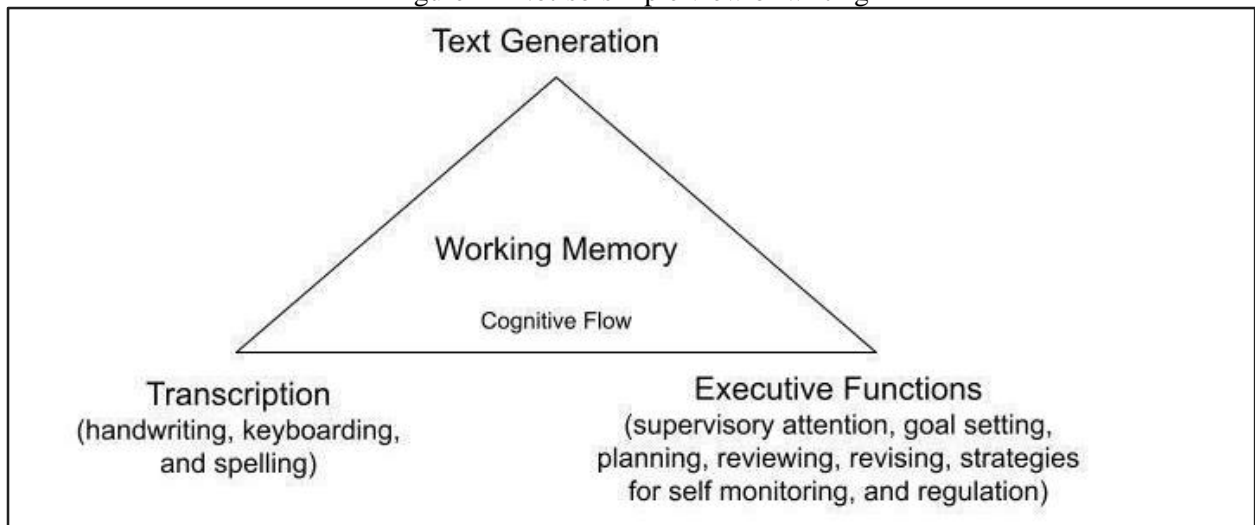 Text Generation
Working Memory
Cognitive Flow
Transcription
(handwriting, keyboarding,
and spelling)
Executive Functions
(supervisory attention, goal setting,
planning, reviewing, revising, strategies
for self monitoring, and regulation)